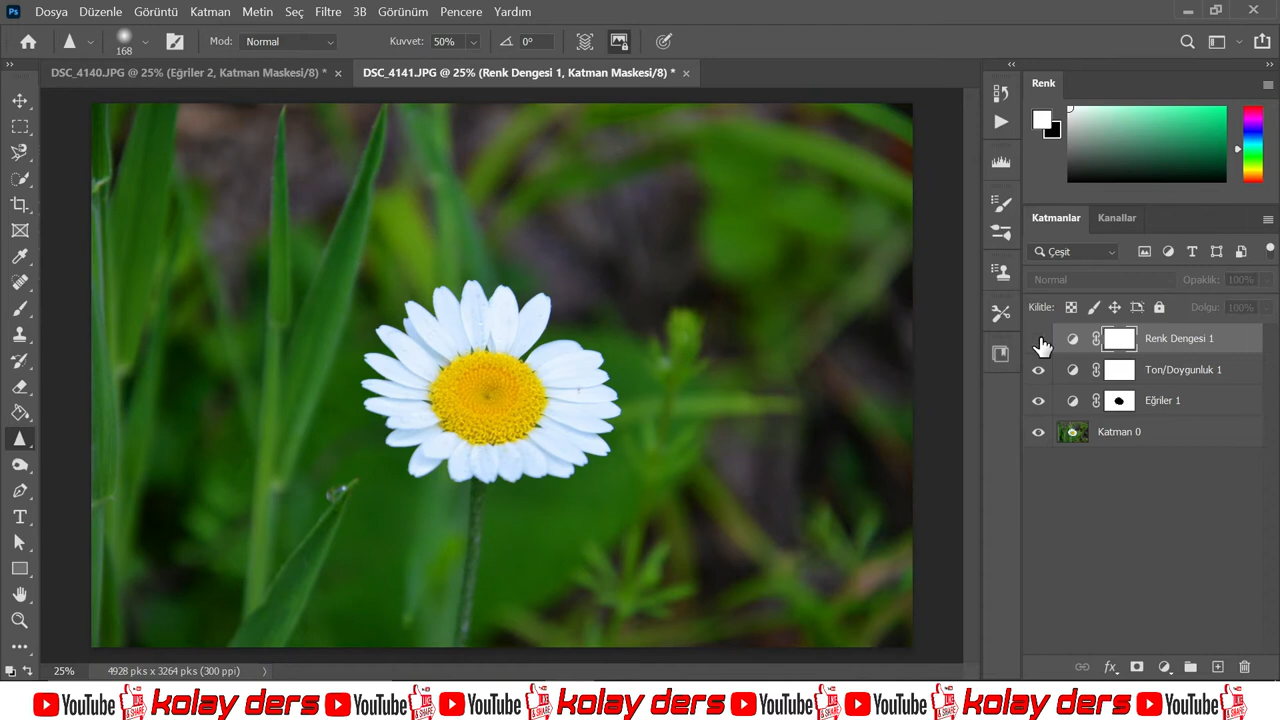 Ps Dosya Düzenle Görüntü Katman Metin Seç Filtre 3B Görünüm Pencere Yardım
168 Mod: Normal Kuvvet: 50% 0°
DSC_4140.JPG @ 25% (Eğriler 2, Katman Maskesi/8) * × DSC_4141.JPG @ 25% (Renk Dengesi 1, Katman Maskesi/8) * ×
Renk
Katmanlar Kanallar
Çeşit
Normal Opaklık: 100%
Kilitle: Dolgu: 100%
Renk Dengesi 1
Ton/Doygunluk 1
Eğriler 1
Katman 0
25% 4928 pks x 3264 pks (300 ppi)
YouTube kolay ders YouTube YouTube kolay ders YouTube YouTube kolay ders YouTube